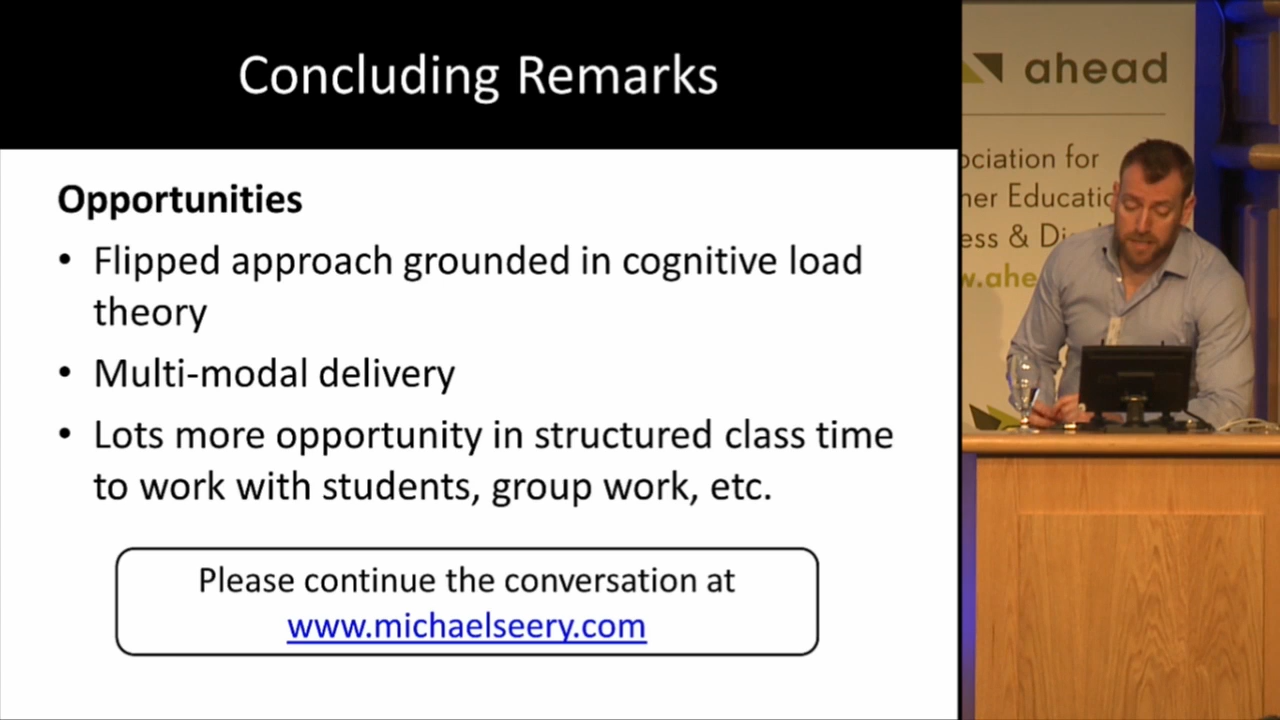 Concluding Remarks
Opportunities
• Flipped approach grounded in cognitive load
theory
• Multi-modal delivery
• Lots more opportunity in structured class time
to work with students, group work, etc.
Please continue the conversation at
www.michaelseery.com
ahead
ociation for
her Educatio
ess & Di
w.ahe